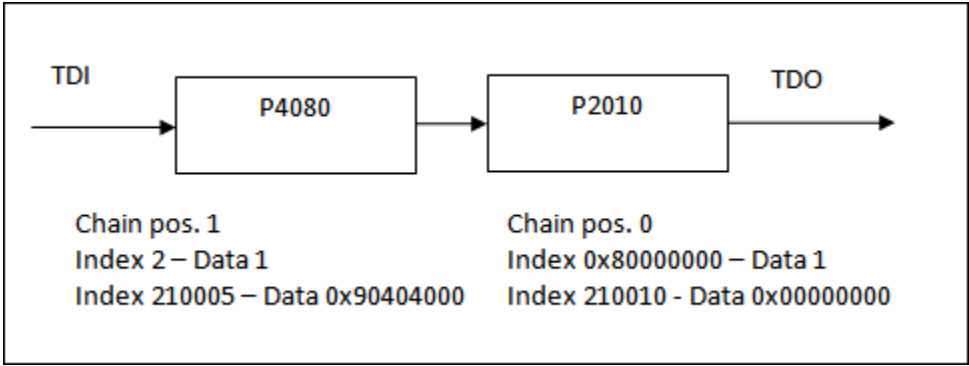 TDI
P4080
P2010
TDO
Chain pos. 1
Index 2 – Data 1
Index 210005 – Data 0x90404000
Chain pos. 0
Index 0x80000000 – Data 1
Index 210010 - Data 0x00000000